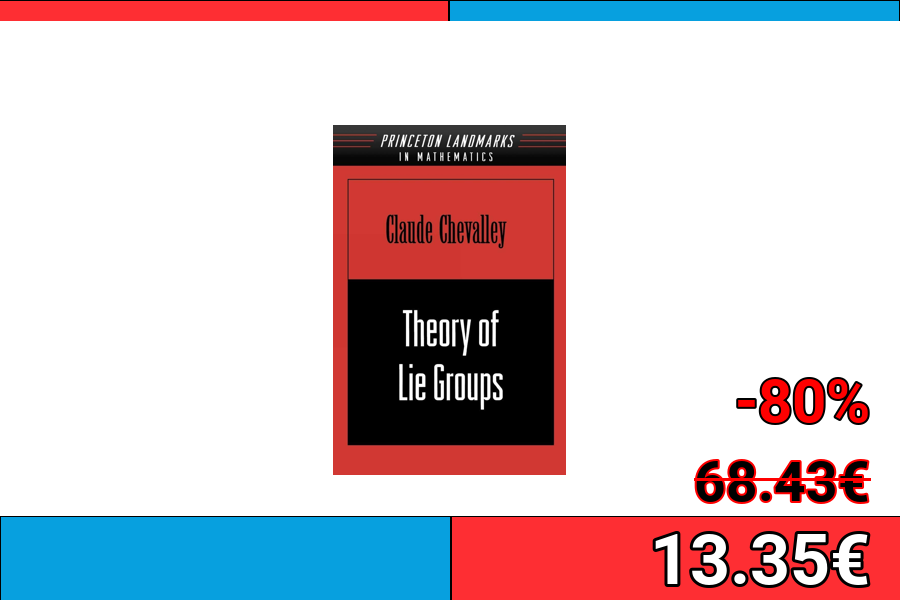 PRINCETON LANDMARKS
IN MATHEMATICS
Claude Chevalley
Theory of
Lie Groups
-80%
68.43€
13.35€